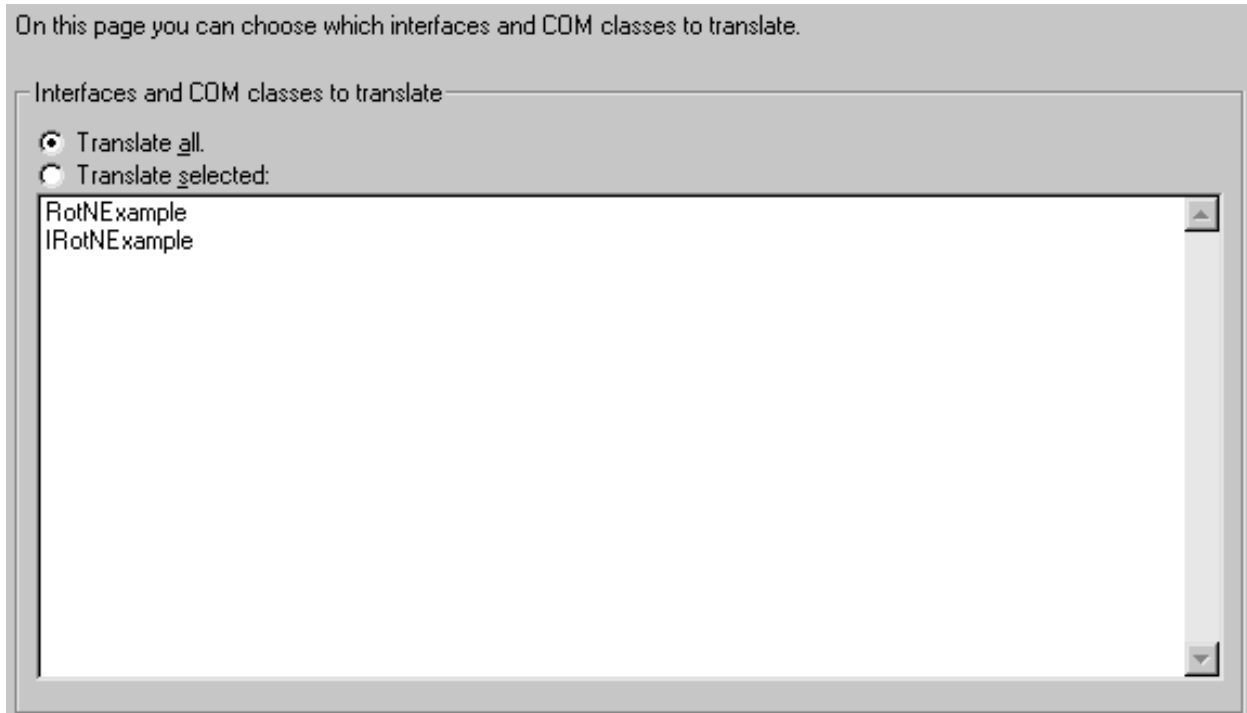 On this page you can choose which interfaces and COM classes to translate.
Interfaces and COM classes to translate
Translate all.
Translate selected:
RotNExample
IRotNExample